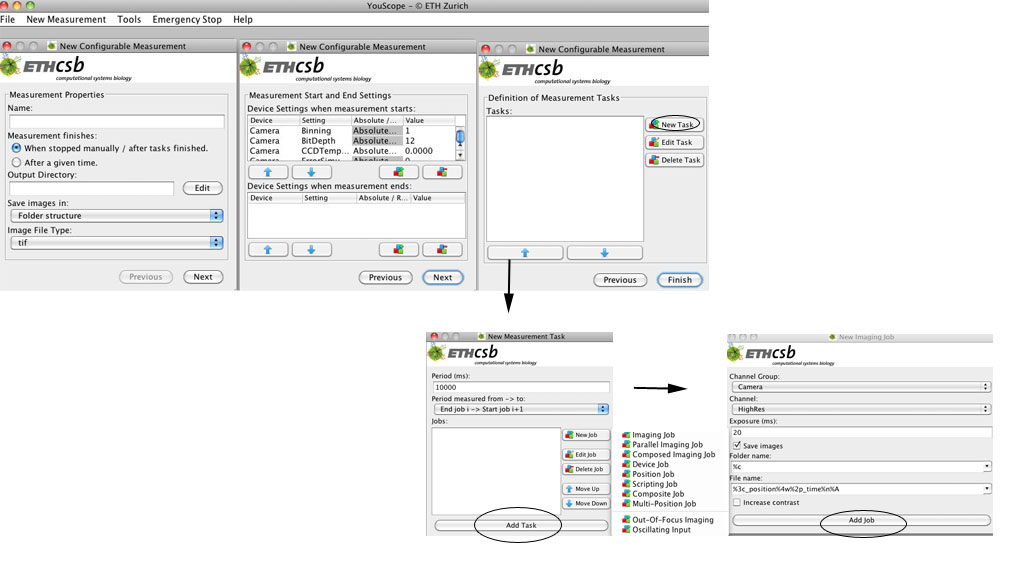 YouScope - © ETH Zurich
File New Measurement Tools Emergency Stop Help
New Configurable Measurement
ETHcsb
computational systems biology
Measurement Properties
Name:
Measurement finishes:
When stopped manually / after tasks finished.
After a given time.
Output Directory:
Edit
Save images in:
Folder structure
Image File Type:
tif
Previous Next
New Configurable Measurement
ETHcsb
computational systems biology
Measurement Start and End Settings
Device Settings when measurement starts:
Device Setting Absolute /... Value
Camera Binning Absolute... 1
Camera BitDepth Absolute... 12
Camera CCDTemp... Absolute... 0.0000
Camera ErrorSimu Absolute... 0
Device Settings when measurement ends:
Device Setting Absolute / R... Value
Previous Next
New Configurable Measurement
ETHcsb
computational systems biology
Definition of Measurement Tasks
Tasks:
New Task
Edit Task
Delete Task
Previous Finish
New Measurement Task
ETHcsb
computational systems biology
Period (ms):
10000
Period measured from -> to:
End job i -> Start job i+1
Jobs:
New Job
Edit Job
Delete Job
Move Up
Move Down
Add Task
Imaging Job
Parallel Imaging Job
Composed Imaging Job
Device Job
Position Job
Scripting Job
Composite Job
Multi-Position Job
Out-Of-Focus Imaging
Oscillating Input
New Imaging Job
ETHcsb
computational systems biology
Channel Group:
Camera
Channel:
HighRes
Exposure (ms):
20
Save images
Folder name:
%c
File name:
%3c_position%4w%2p_time%n%A
Increase contrast
Add Job